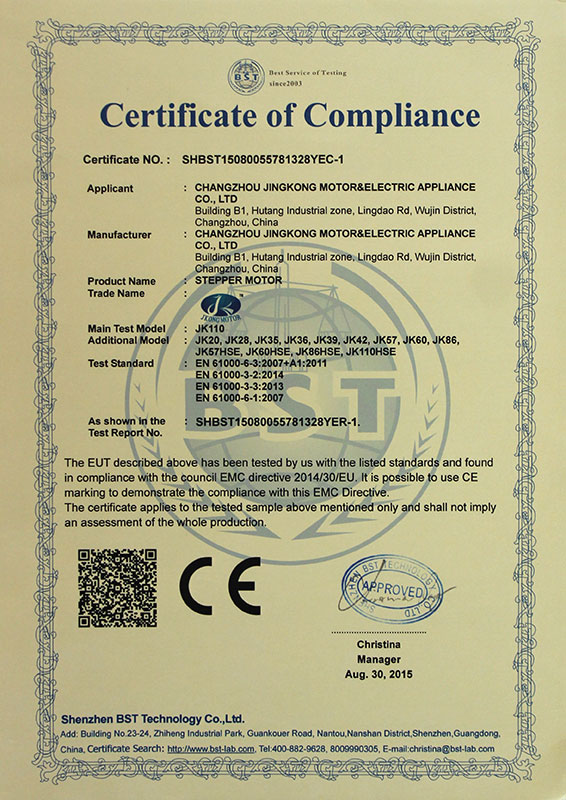 BST
Best Service of Testing
since2003
Certificate of Compliance
Certificate NO. : SHBST15080055781328YEC-1
Applicant : CHANGZHOU JINGKONG MOTOR&ELECTRIC APPLIANCE
CO., LTD
Building B1, Hutang Industrial zone, Lingdao Rd, Wujin District,
Changzhou, China
Manufacturer : CHANGZHOU JINGKONG MOTOR&ELECTRIC APPLIANCE
CO., LTD
Building B1, Hutang Industrial zone, Lingdao Rd, Wujin District,
Changzhou, China
Product Name : STEPPER MOTOR
Trade Name :
JKONGMOTOR
Main Test Model : JK110
Additional Model : JK20, JK28, JK35, JK36, JK39, JK42, JK57, JK60, JK86,
JK57HSE, JK60HSE, JK86HSE, JK110HSE
Test Standard : EN 61000-6-3:2007+A1:2011
EN 61000-3-2:2014
EN 61000-3-3:2013
EN 61000-6-1:2007
BST
As shown in the : SHBST15080055781328YER-1.
Test Report No.
The EUT described above has been tested by us with the listed standards and found
in compliance with the council EMC directive 2014/30/EU. It is possible to use CE
marking to demonstrate the compliance with this EMC Directive.
The certificate applies to the tested sample above mentioned only and shall not imply
an assessment of the whole production.
CE
SHENZHEN BST TECHNOLOGY CO LTD
APPROVED
Christina
Manager
Aug. 30, 2015
Shenzhen BST Technology Co.,Ltd.
Add: Building No.23-24, Zhiheng Industrial Park, Guankouer Road, Nantou,Nanshan District,Shenzhen,Guangdong,
China, Certificate Search: http://www.bst-lab.com, Tel:400-882-9628, 8009990305, E-mail:christina@bst-lab.com